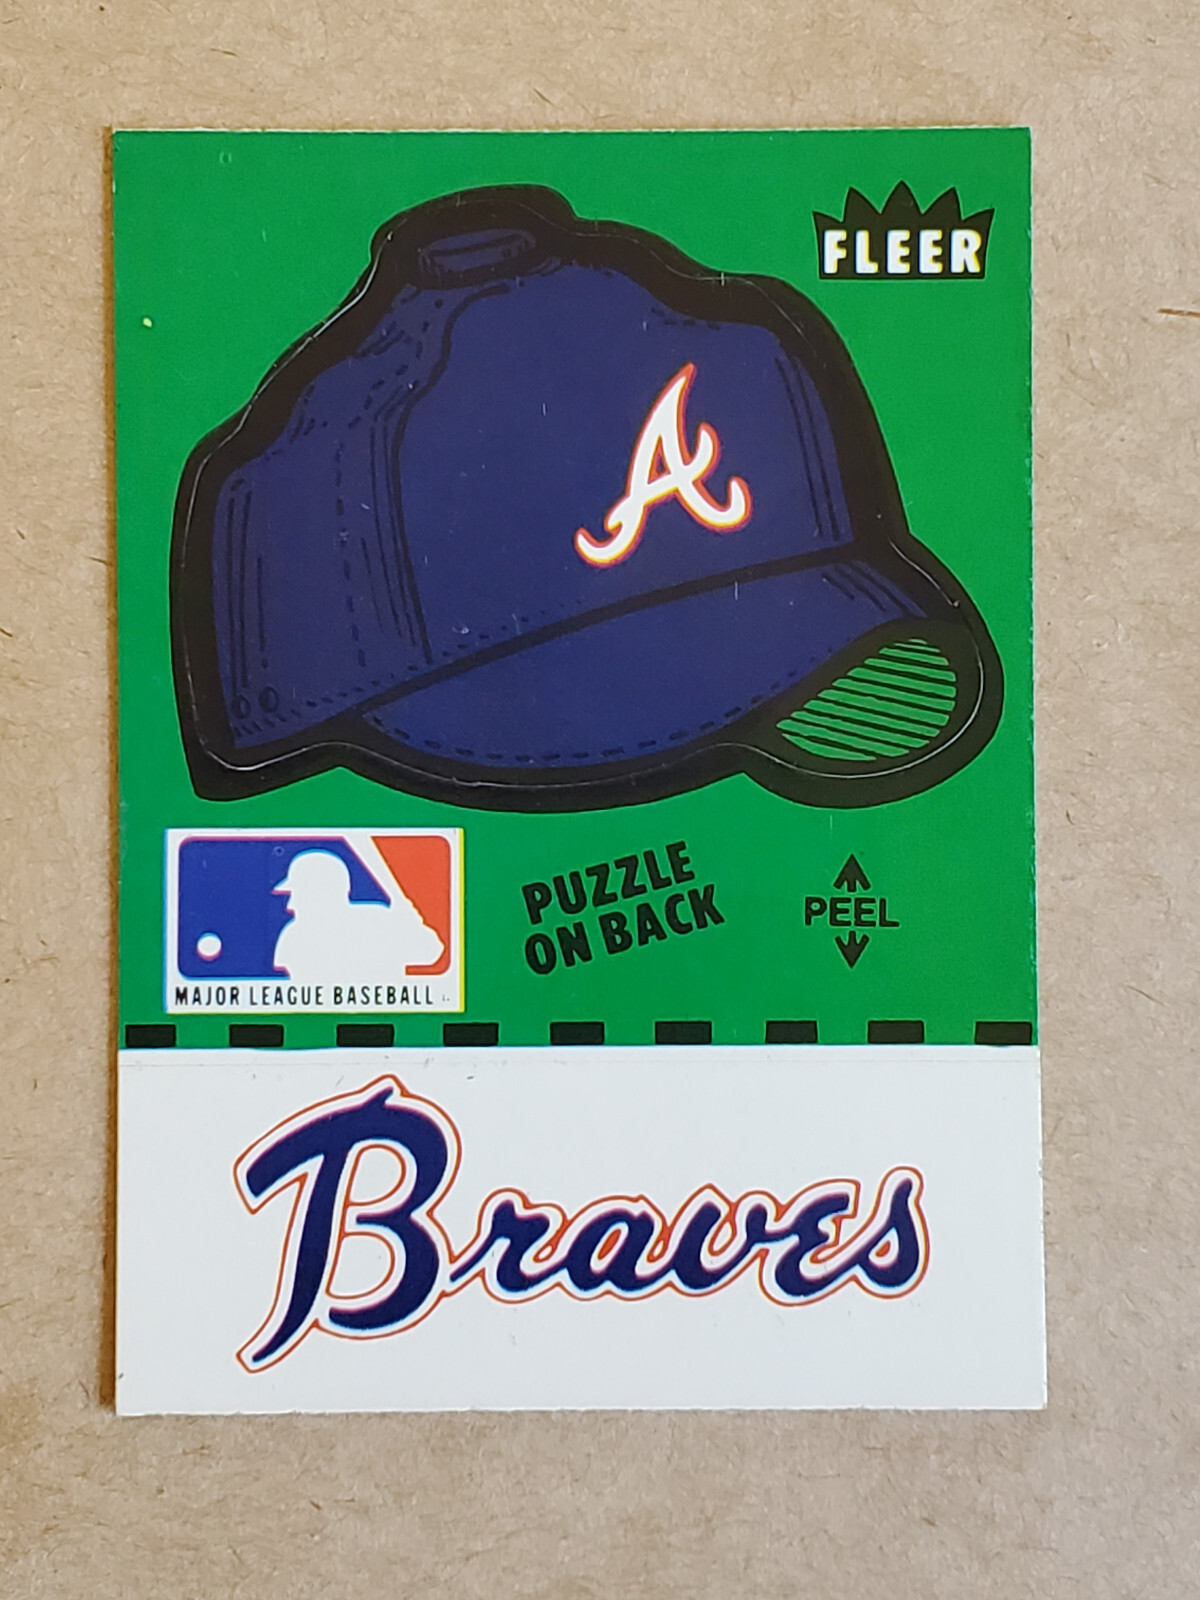 FLEER
A
PUZZLE
ON BACK
PEEL
MAJOR LEAGUE BASEBALL
Braves